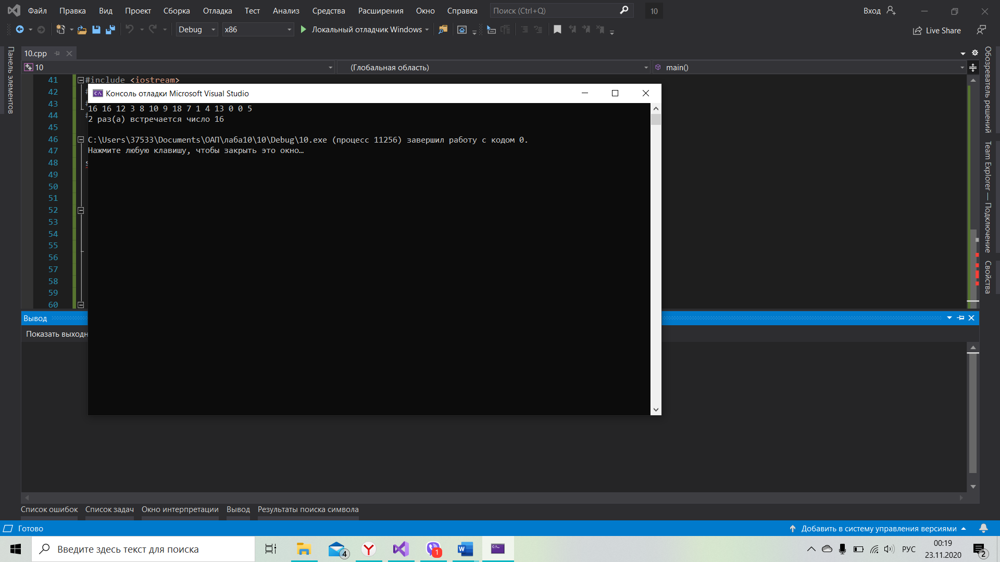 Файл Правка Вид Проект Сборка Отладка Тест Анализ Средства Расширения Окно Справка Поиск (Ctrl+Q) 10 Вход
Debug x86 Локальный отладчик Windows Live Share
Панель элементов
10.cpp
10 (Глобальная область) main()
41 #include <iostream>
42
43
44
45
46
47
48
49
50
51
52
53
54
55
56
57
58
59
60
Консоль отладки Microsoft Visual Studio
16 16 12 3 8 10 9 18 7 1 4 13 0 0 5
2 раз(а) встречается число 16
C:\Users\37533\Documents\ОАП\лаба10\10\Debug\10.exe (процесс 11256) завершил работу с кодом 0.
Нажмите любую клавишу, чтобы закрыть это окно…
Обозреватель решений
Team Explorer — Подключение
Свойства
Вывод
Показать выходн
Список ошибок Список задач Окно интерпретации Вывод Результаты поиска символа
Готово Добавить в систему управления версиями
Введите здесь текст для поиска 4 1 РУС 00:19
23.11.2020 2